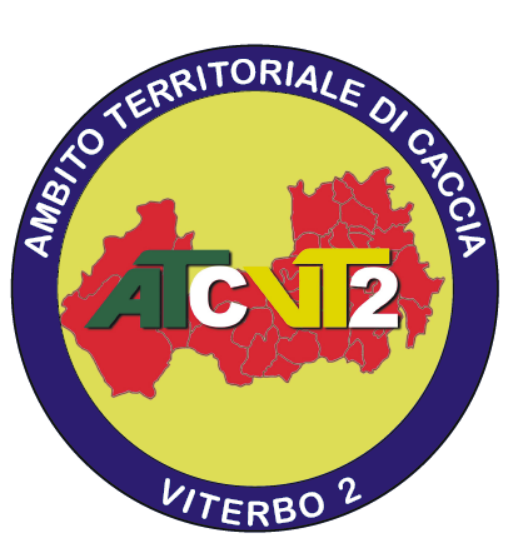 AMBITO TERRITORIALE DI CACCIA
ATCVT2
VITERBO 2